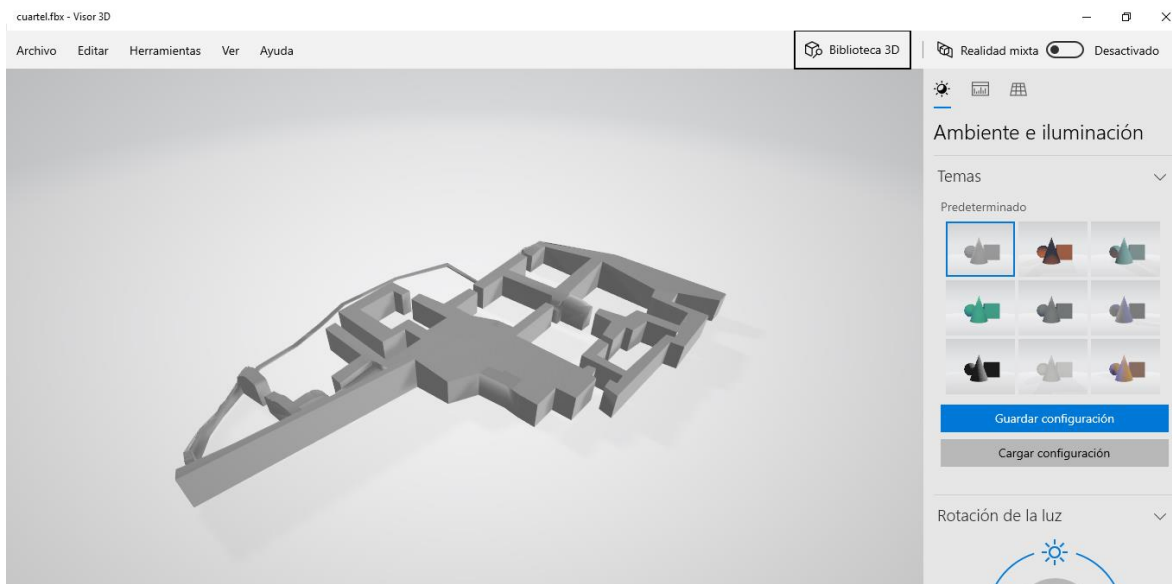 cuartel.fbx - Visor 3D
Archivo Editar Herramientas Ver Ayuda Biblioteca 3D Realidad mixta Desactivado
Ambiente e iluminación
Temas
Predeterminado
Guardar configuración
Cargar configuración
Rotación de la luz